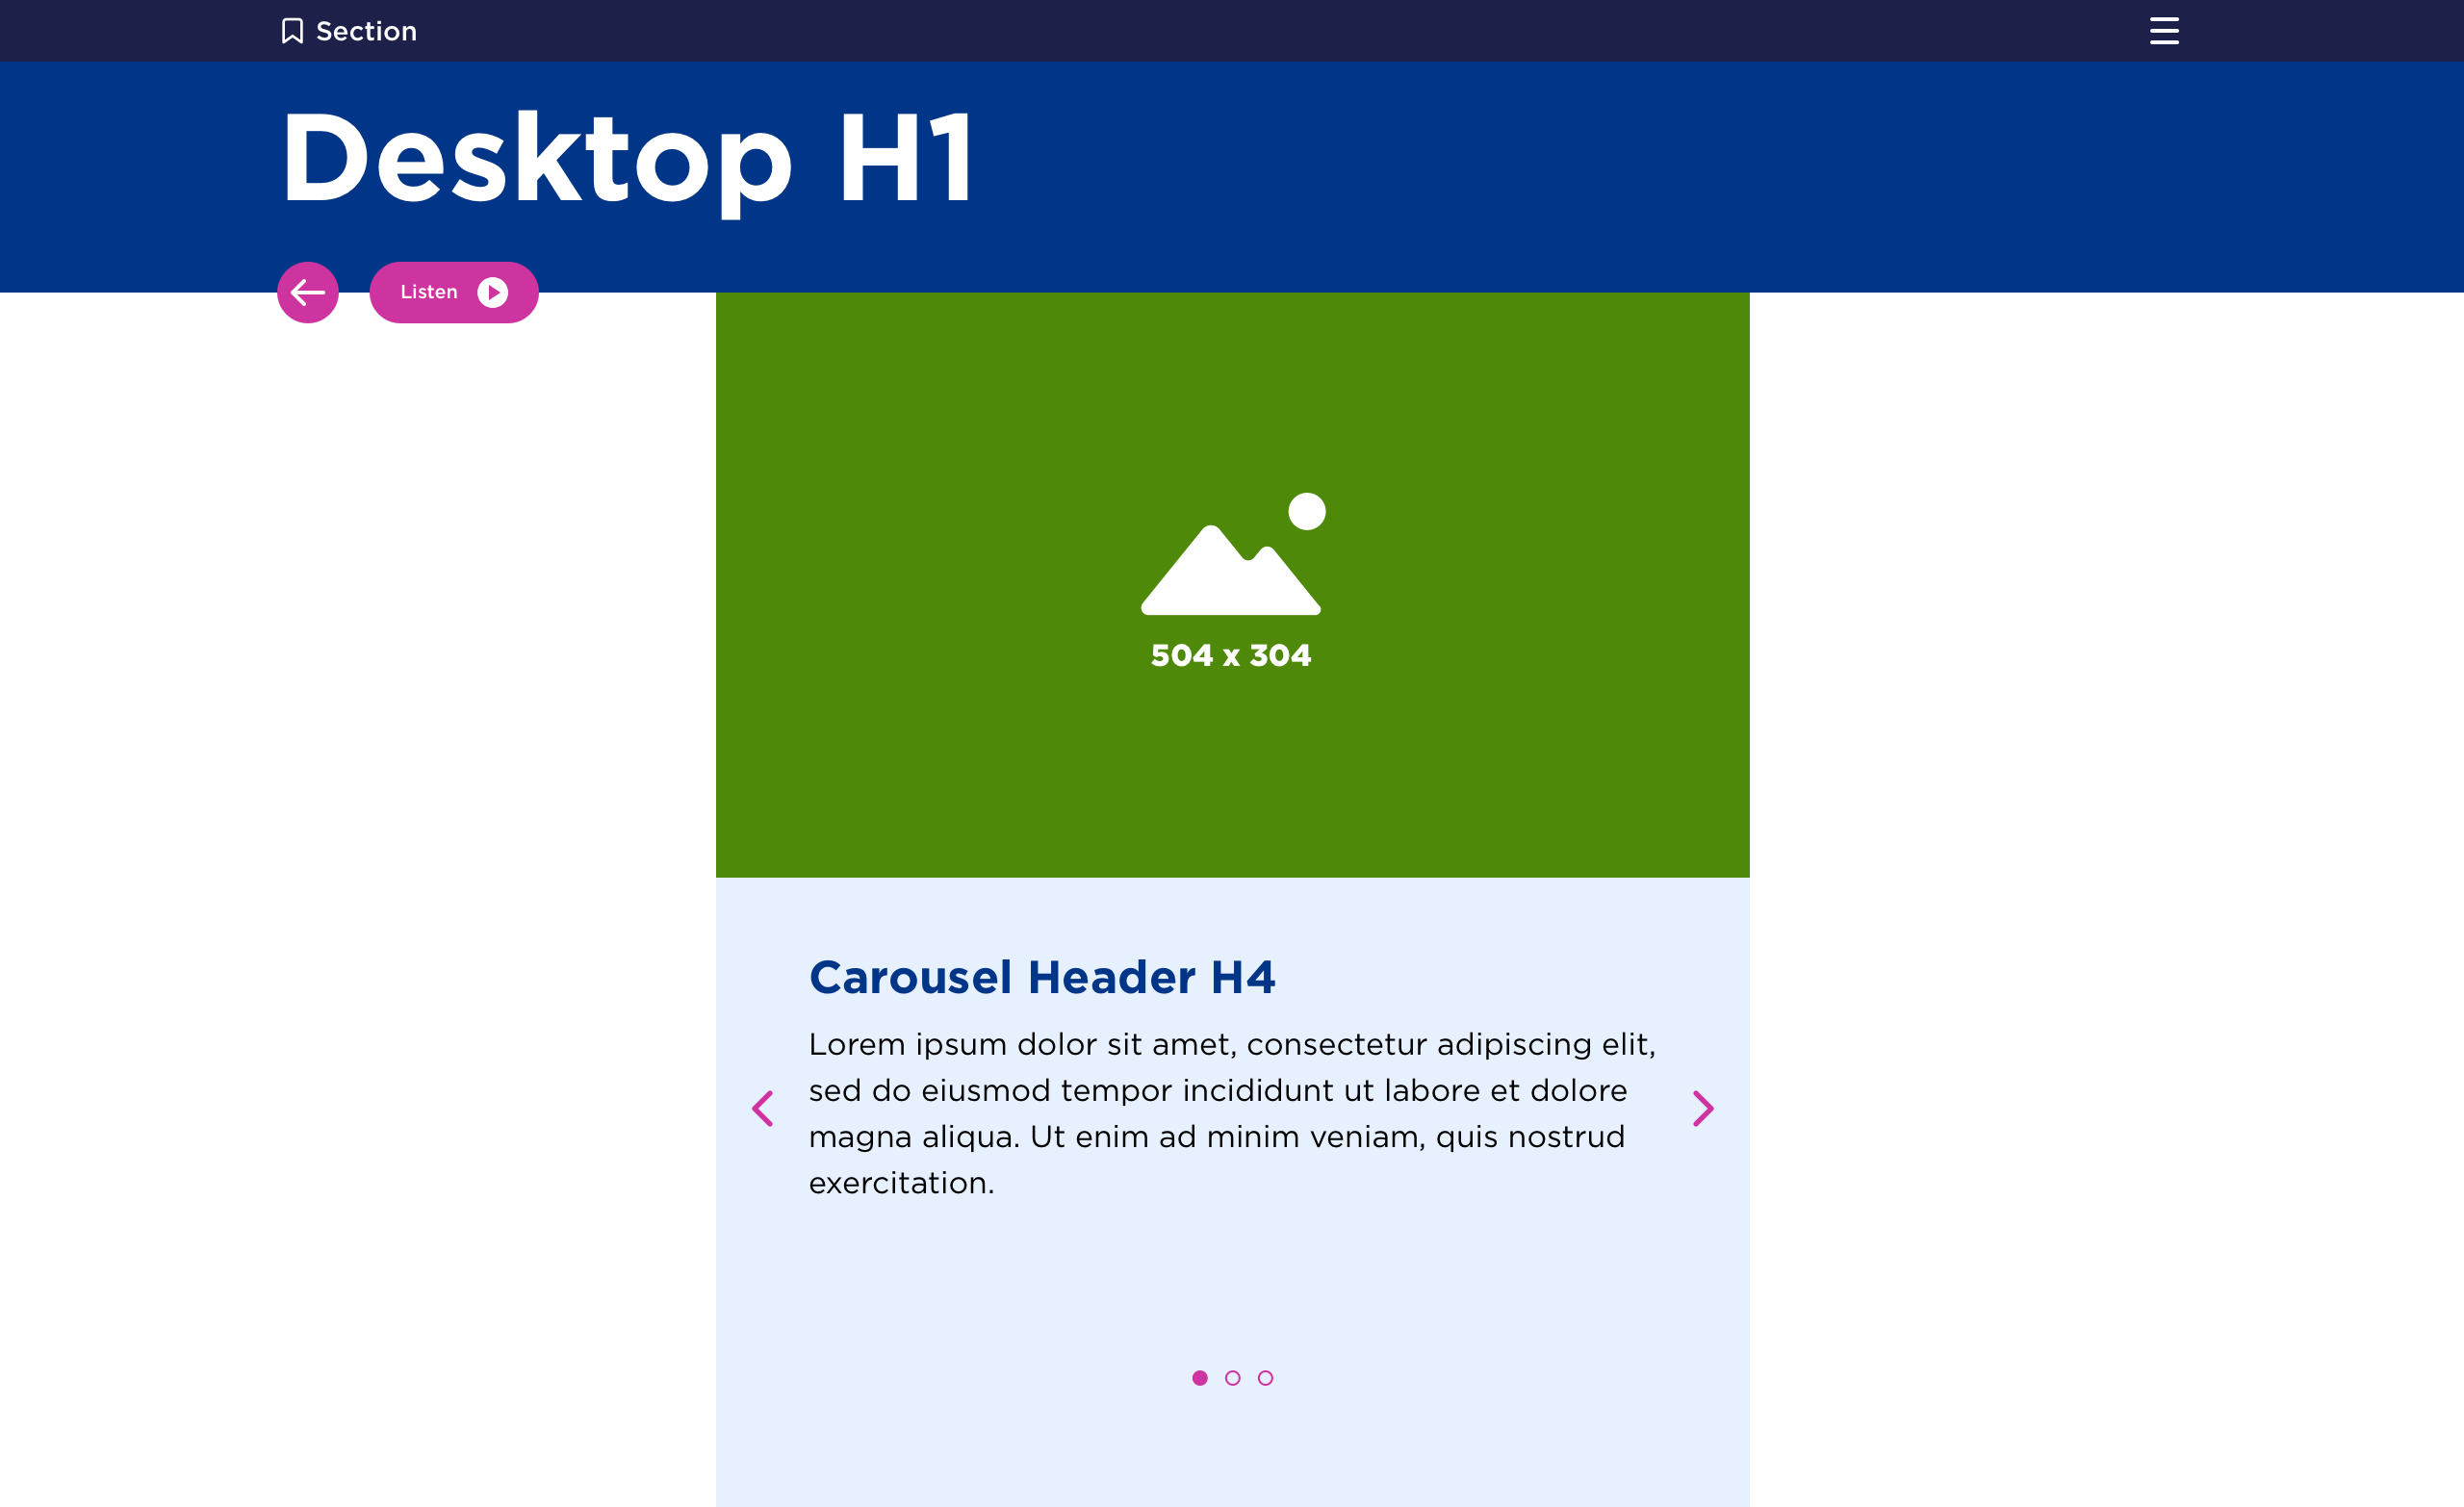 Section
Desktop H1
Listen
504 x 304
Carousel Header H4
Lorem ipsum dolor sit amet, consectetur adipiscing elit,
sed do eiusmod tempor incididunt ut labore et dolore
magna aliqua. Ut enim ad minim veniam, quis nostrud
exercitation.